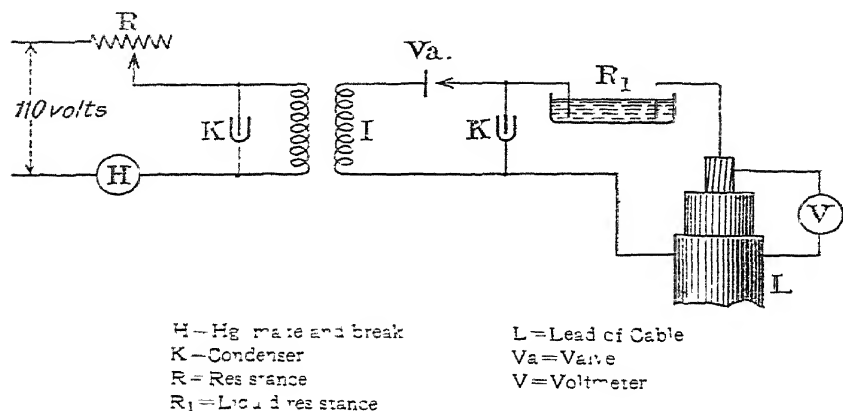 R
Va.
R1
110 volts
K
I
K
H
V
L
H–Hg make and break
K–Condenser
R=Resistance
R1=Liquid resistance
L=Lead of Cable
Va=Valve
V=Voltmeter